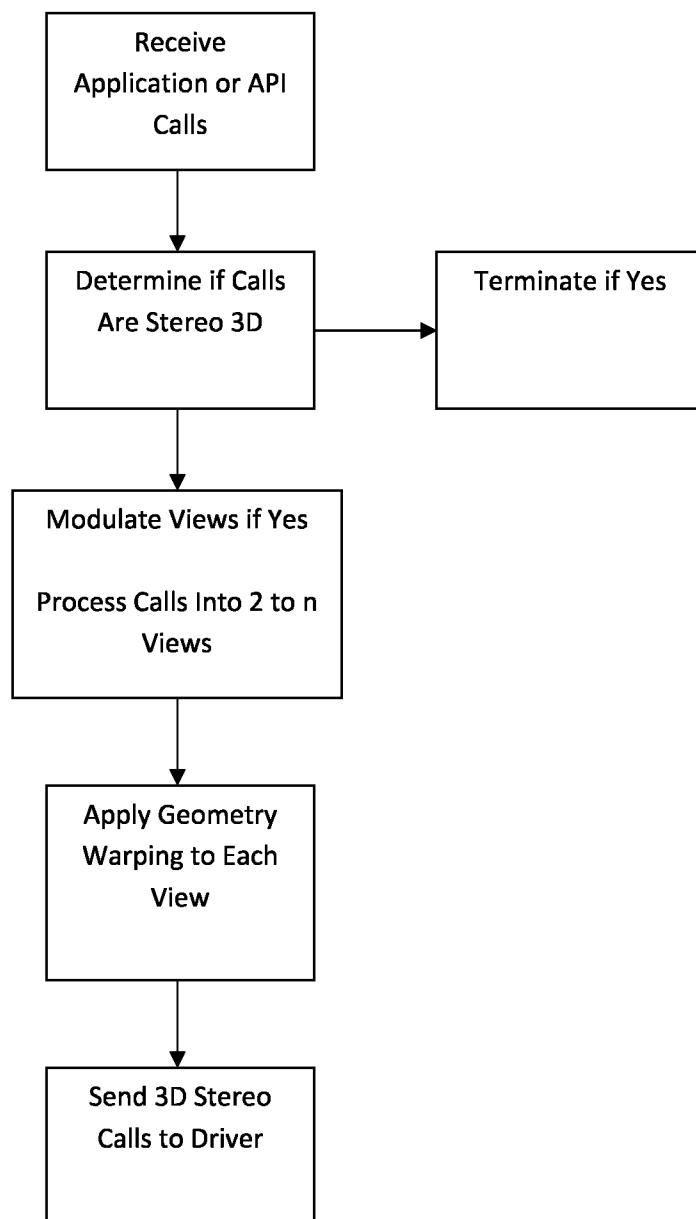 Receive
Application or API
Calls
Determine if Calls
Are Stereo 3D
Terminate if Yes
Modulate Views if Yes
Process Calls Into 2 to n
Views
Apply Geometry
Warping to Each
View
Send 3D Stereo
Calls to Driver